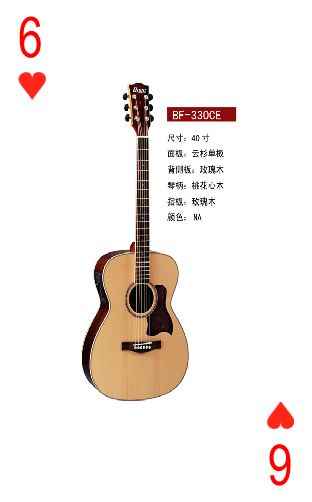 6
BF-330CE
尺寸：40 寸
面板：云杉单板
背侧板：玫瑰木
琴柄：桃花心木
指板：玫瑰木
颜色：NA
6